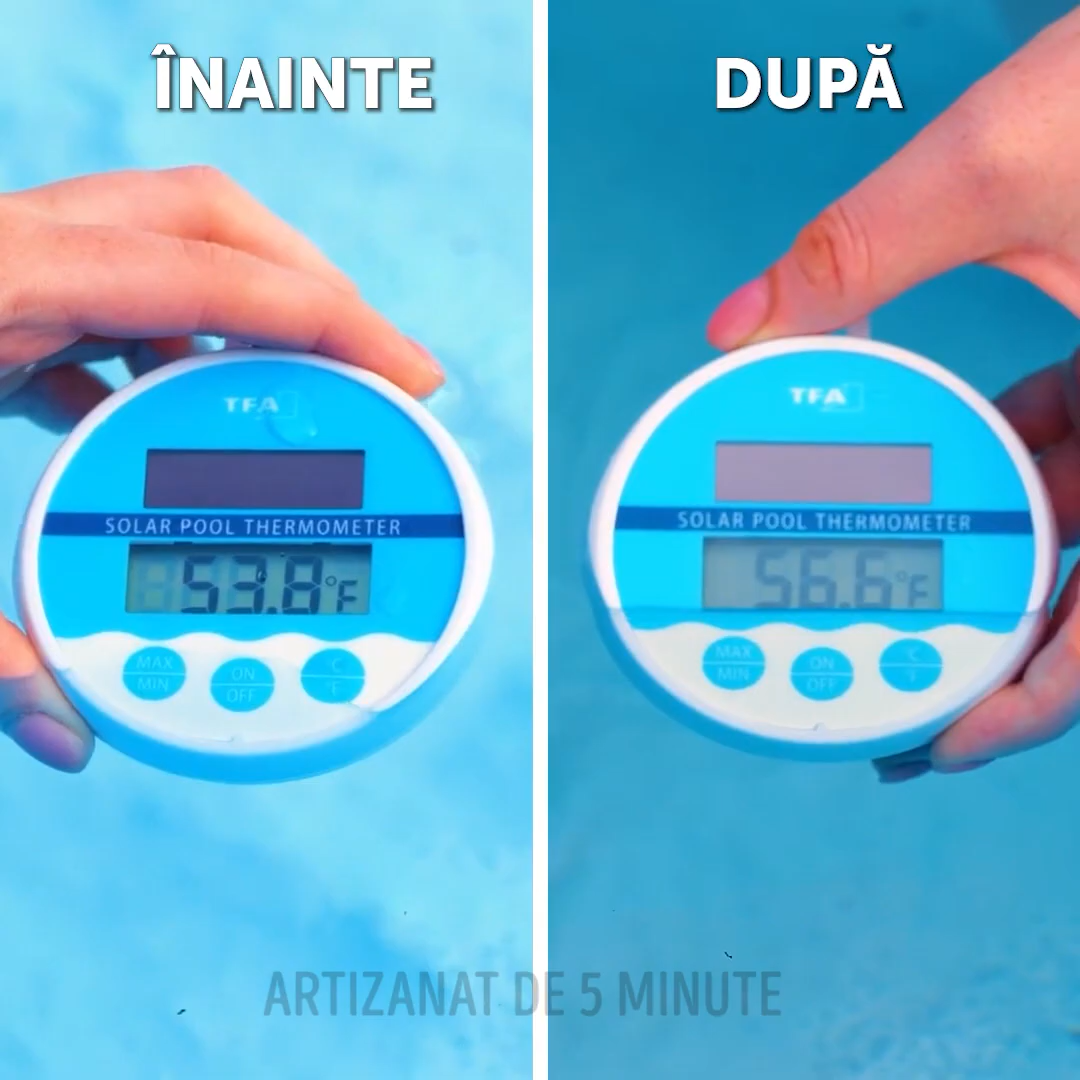 ÎNAINTE
DUPĂ
TFA
SOLAR POOL THERMOMETER
53.8°F
MAX
MIN
ON
OFF
°C
°F
TFA
SOLAR POOL THERMOMETER
56.6°F
MAX
MIN
ON
OFF
°C
°F
ARTIZANAT DE 5 MINUTE